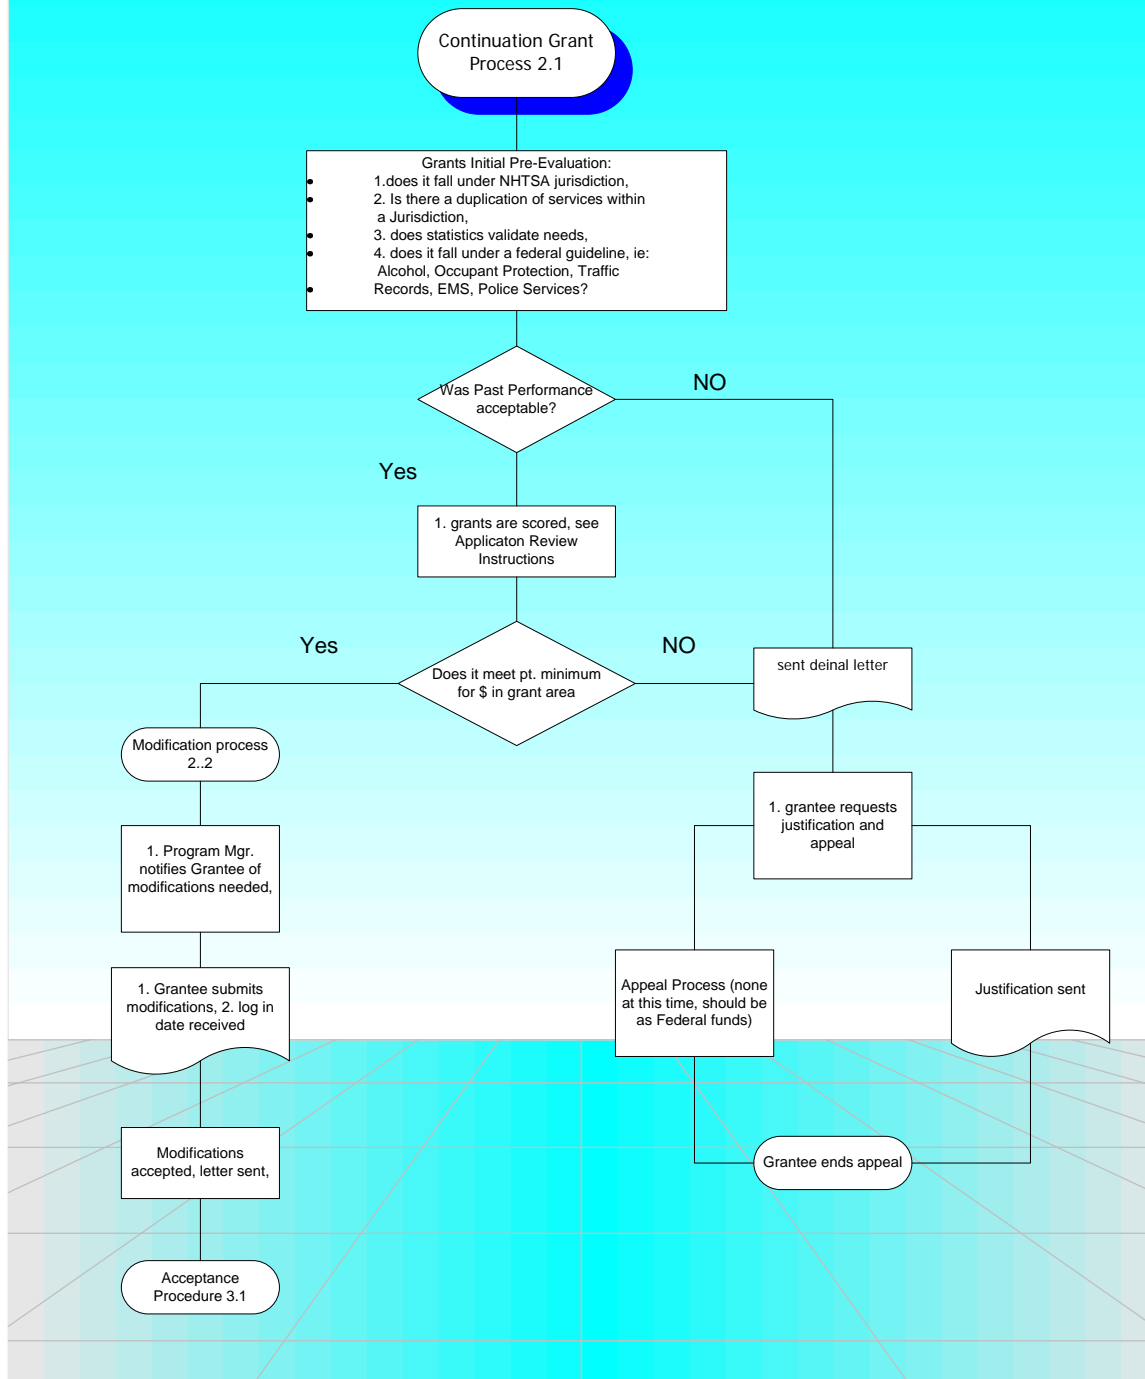 Continuation Grant
Process 2.1
Grants Initial Pre-Evaluation:
• 1.does it fall under NHTSA jurisdiction,
• 2. Is there a duplication of services within
a Jurisdiction,
• 3. does statistics validate needs,
• 4. does it fall under a federal guideline, ie:
Alcohol, Occupant Protection, Traffic
• Records, EMS, Police Services?
Was Past Performance
acceptable?
NO
Yes
1. grants are scored, see
Applicaton Review
Instructions
Yes
Does it meet pt. minimum
for $ in grant area
NO
sent deinal letter
Modification process
2..2
1. Program Mgr.
notifies Grantee of
modifications needed,
1. grantee requests
justification and
appeal
1. Grantee submits
modifications, 2. log in
date received
Appeal Process (none
at this time, should be
as Federal funds)
Justification sent
Modifications
accepted, letter sent,
Grantee ends appeal
Acceptance
Procedure 3.1